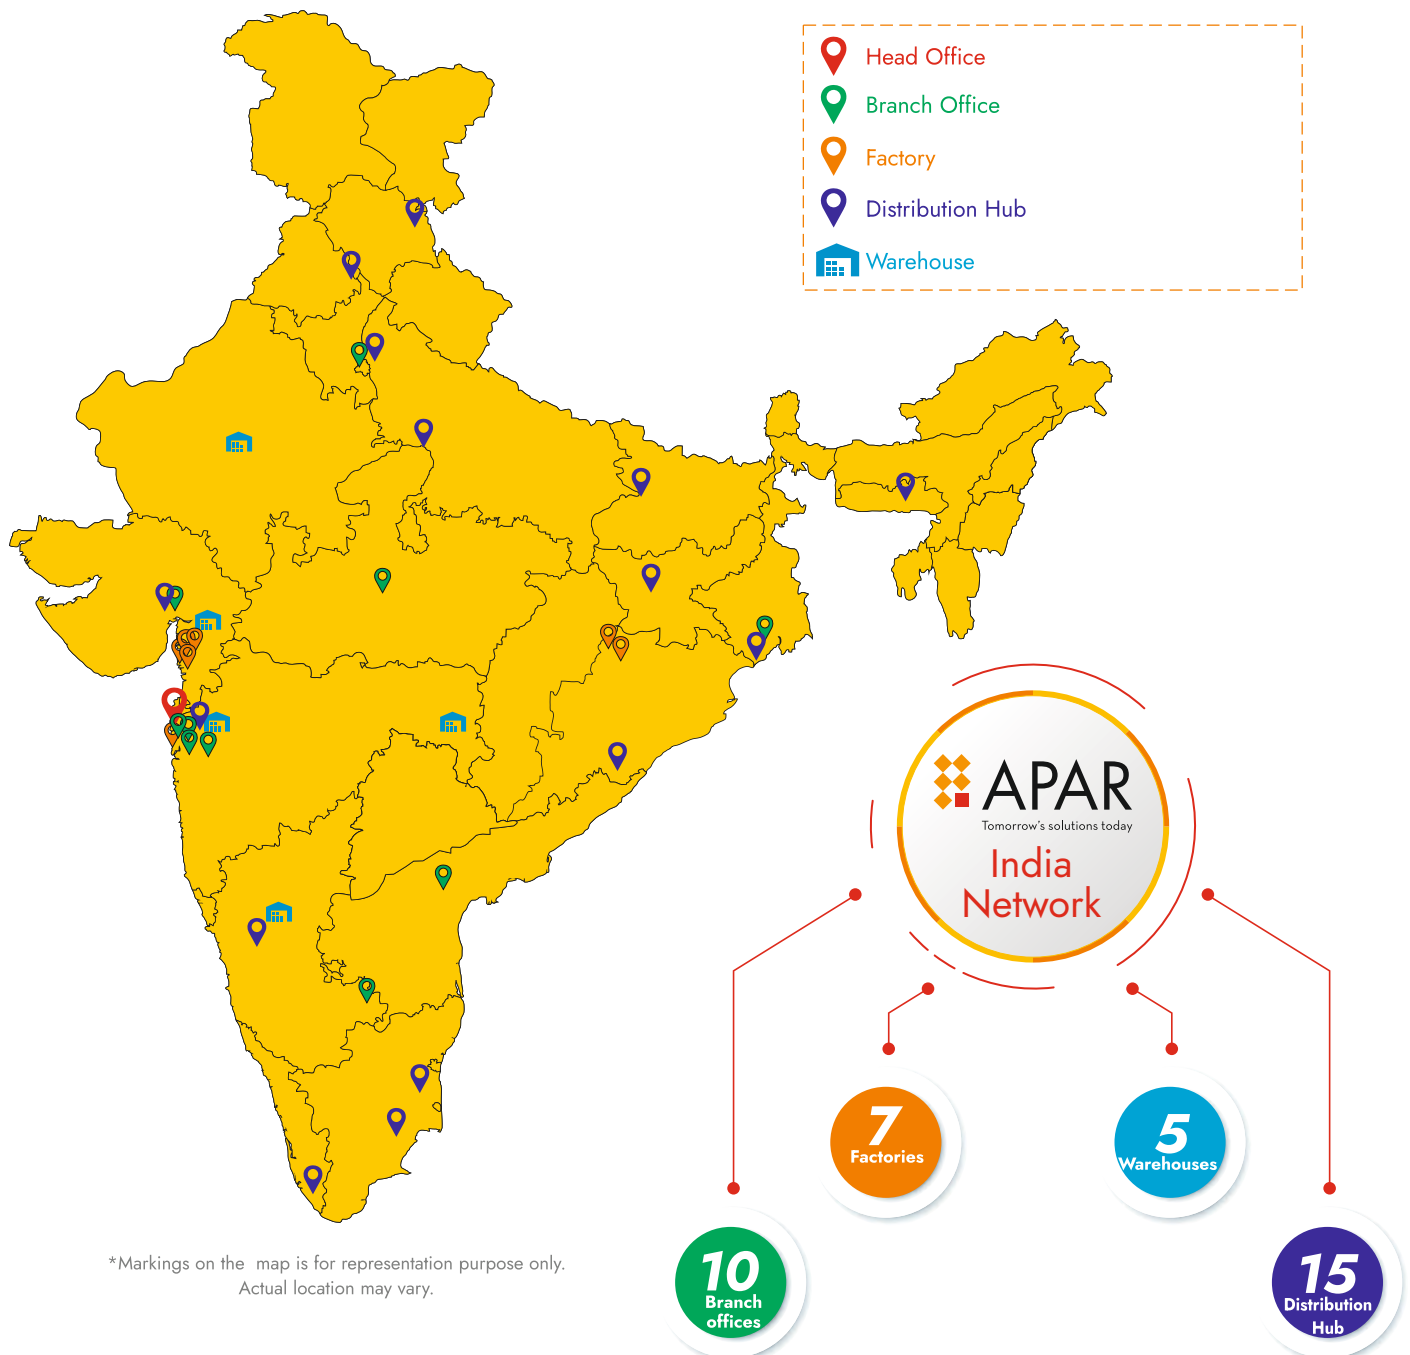 Head Office
Branch Office
Factory
Distribution Hub
Warehouse
APAR
Tomorrow's solutions today
India
Network
7
Factories
5
Warehouses
10
Branch
offices
15
Distribution
Hub
*Markings on the map is for representation purpose only.
Actual location may vary.